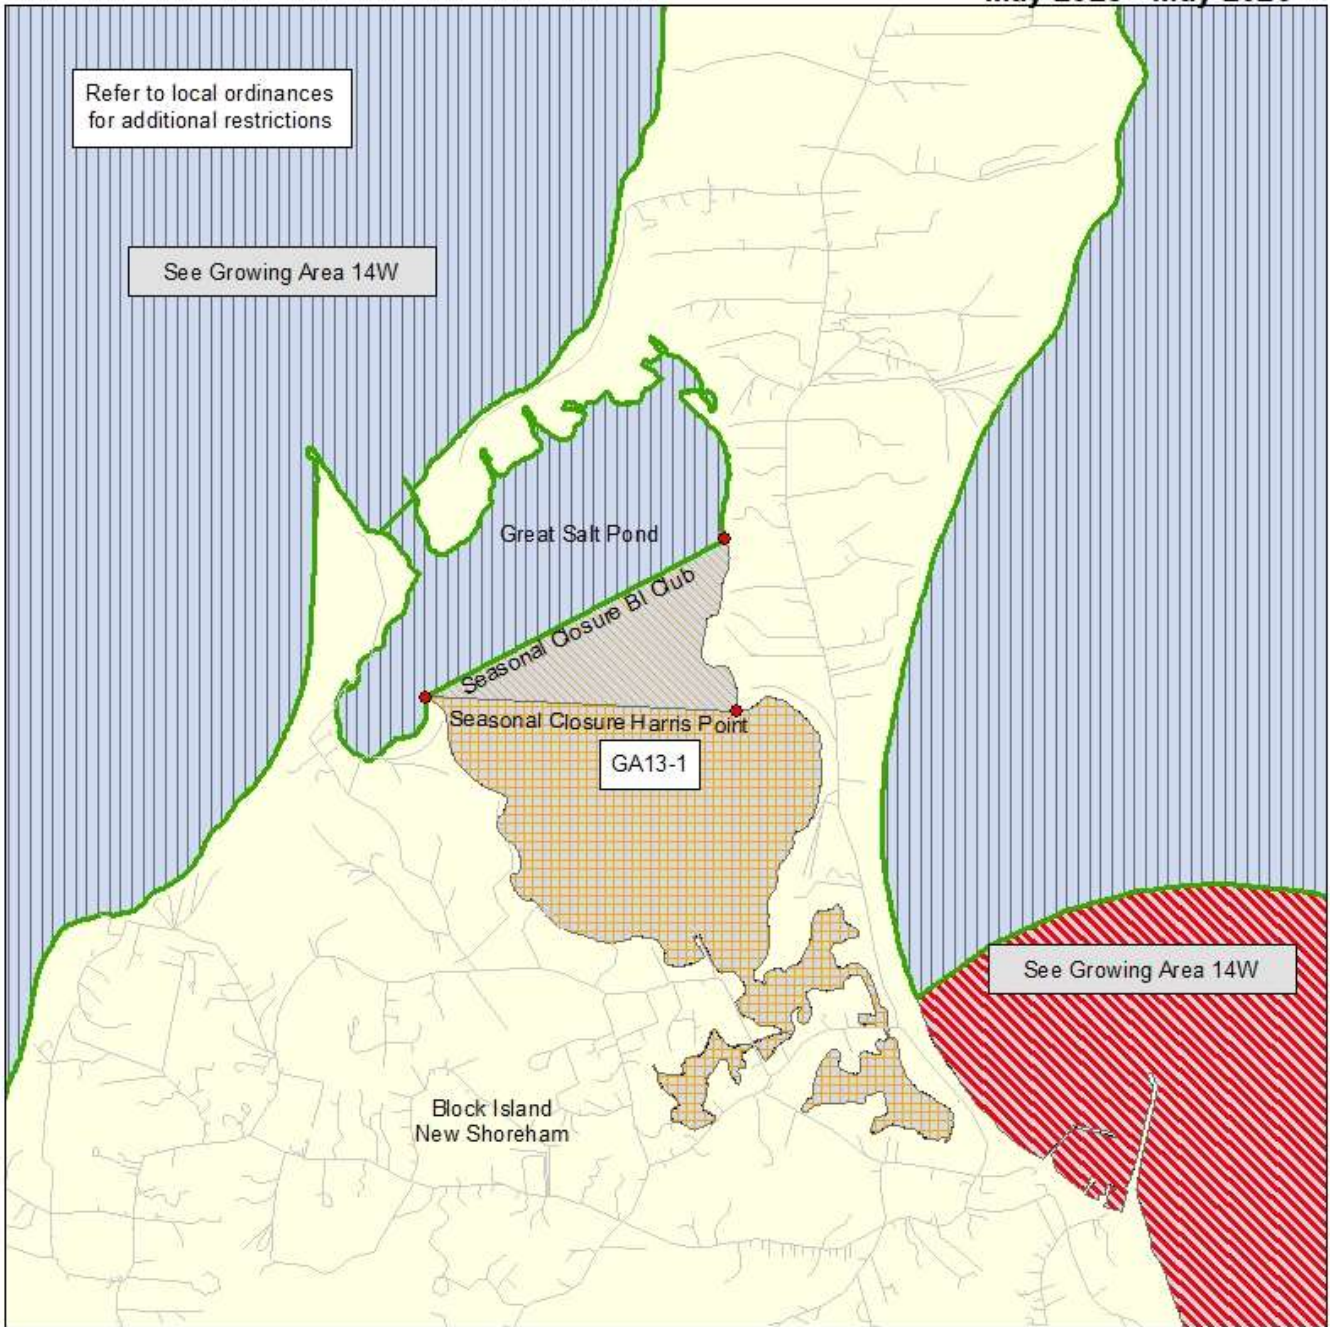 Refer to local ordinances
for additional restrictions
See Growing Area 14W
Great Salt Pond
Seasonal Closure BI Club
Seasonal Closure Harris Point
GA13-1
See Growing Area 14W
Block Island
New Shoreham